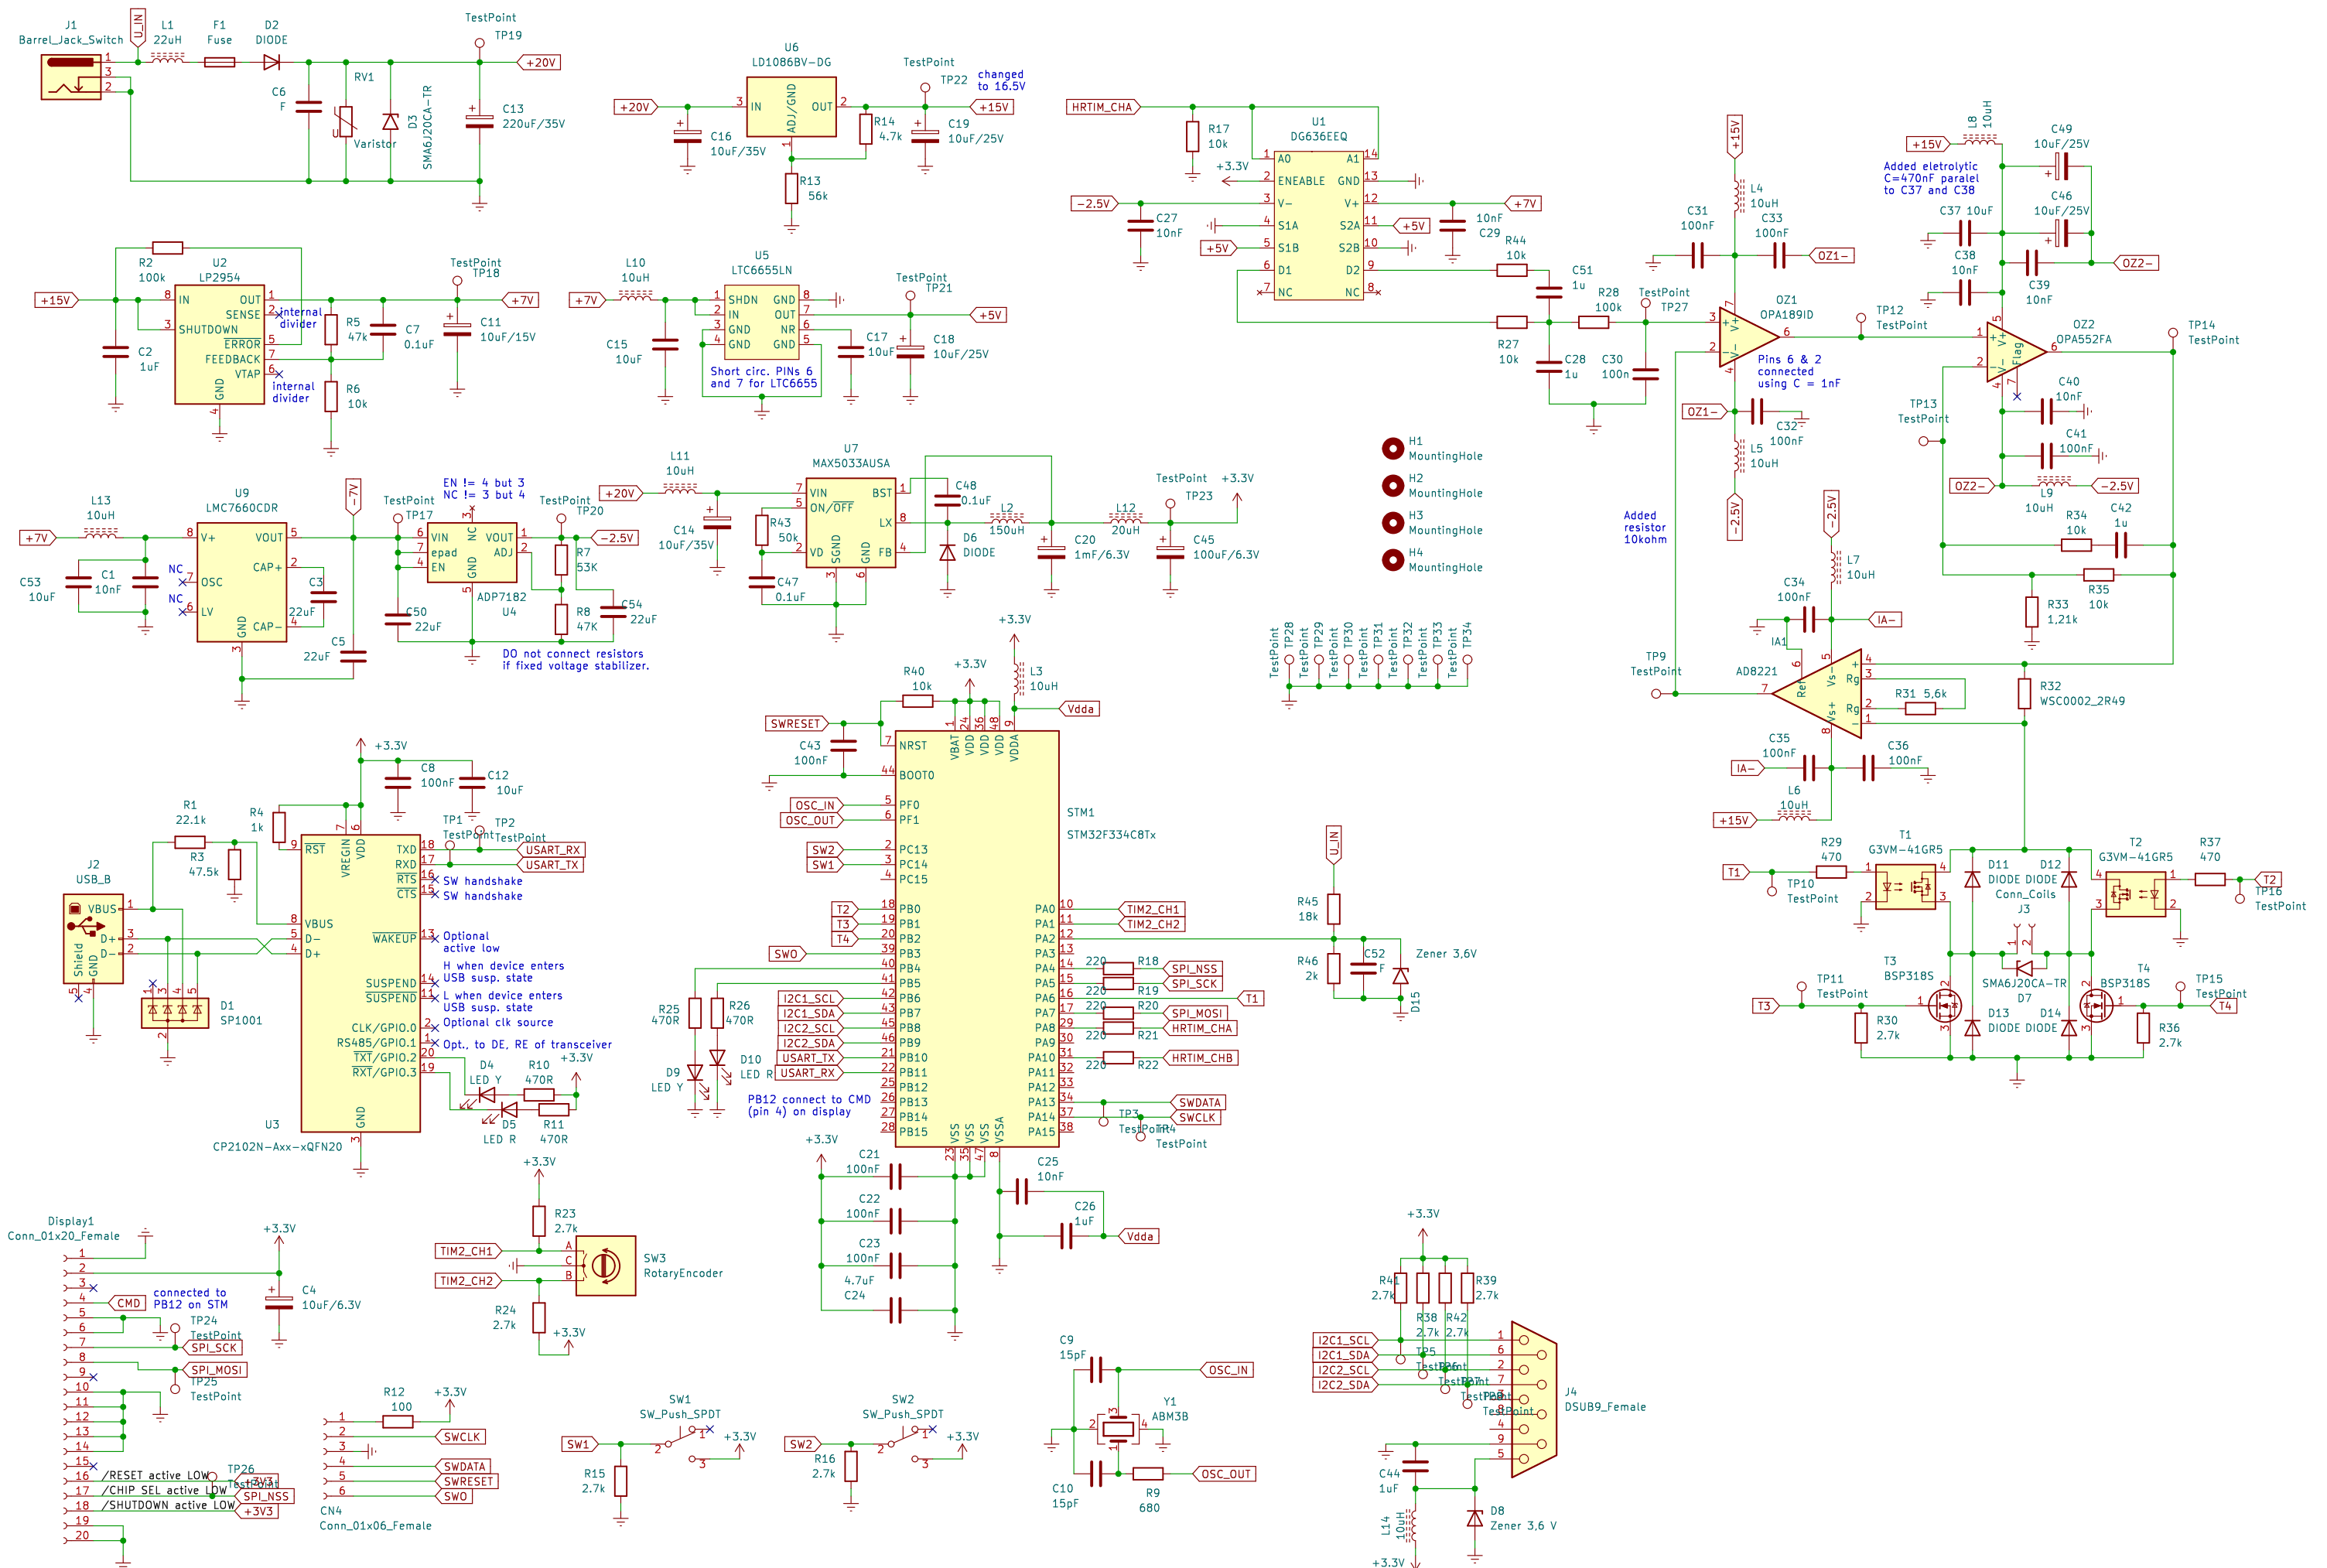 J1
Barrel_Jack_Switch
U_IN
L1
22uH
F1
Fuse
D2
DIODE
C6
F
RV1
U
Varistor
D3
SMA6J20CA-TR
TestPoint
TP19
+20V
C13
220uF/35V
U6
LD1086BV-DG
+20V
IN
OUT
ADJ/GND
C16
10uF/35V
R14
4.7k
R13
56k
TestPoint
TP22
changed
to 16.5V
+15V
C19
10uF/25V
HRTIM_CHA
R17
10k
U1
DG636EEQ
+3.3V
A0
A1
ENEABLE
GND
V-
V+
S1A
S2A
S1B
S2B
D1
D2
NC
NC
-2.5V
C27
10nF
+5V
+5V
+7V
10nF
C29
R44
10k
C51
1u
R27
10k
R28
100k
C28
1u
C30
100n
TestPoint
TP27
+15V
L4
10uH
C31
100nF
C33
100nF
OZ1-
OZ1
OPA189ID
Pins 6 & 2
connected
using C = 1nF
OZ1-
C32
100nF
L5
10uH
-2.5V
TP12
TestPoint
+15V
L8
10uH
C49
10uF/25V
Added eletrolytic
C=470nF paralel
to C37 and C38
C46
10uF/25V
C37 10uF
C38
10nF
C39
10nF
OZ2-
OZ2
OPA552FA
Flag
TP14
TestPoint
TP13
TestPoint
C40
10nF
C41
100nF
OZ2-
L9
10uH
-2.5V
R34
10k
C42
1u
R35
10k
R33
1,21k
R2
100k
U2
LP2954
+15V
IN
OUT
SENSE
SHUTDOWN
ERROR
FEEDBACK
VTAP
GND
C2
1uF
internal
divider
internal
divider
R5
47k
R6
10k
C7
0.1uF
TestPoint
TP18
+7V
C11
10uF/15V
+7V
L10
10uH
C15
10uF
U5
LTC6655LN
SHDN
GND
IN
OUT
GND
NR
GND
GND
Short circ. PINs 6
and 7 for LTC6655
C17
10uF
TestPoint
TP21
+5V
C18
10uF/25V
+7V
L13
10uH
C53
10uF
C1
10nF
NC
NC
U9
LMC7660CDR
V+
VOUT
CAP+
OSC
LV
CAP-
GND
C3
22uF
C5
22uF
-7V
EN != 4 but 3
NC != 3 but 4
TestPoint
TP17
VIN
epad
EN
NC
VOUT
ADJ
GND
ADP7182
U4
C50
22uF
TestPoint
TP20
-2.5V
R7
53K
R8
47K
C54
22uF
DO not connect resistors
if fixed voltage stabilizer.
+20V
L11
10uH
C14
10uF/35V
R43
50k
C47
0.1uF
U7
MAX5033AUSA
VIN
BST
ON/OFF
LX
VD
FB
SGND
GND
C48
0.1uF
D6
DIODE
L2
150uH
C20
1mF/6.3V
L12
20uH
TestPoint
TP23
C45
100uF/6.3V
+3.3V
H1
MountingHole
H2
MountingHole
H3
MountingHole
H4
MountingHole
TestPoint
TP28
TestPoint
TP29
TestPoint
TP30
TestPoint
TP31
TestPoint
TP32
TestPoint
TP33
TestPoint
TP34
Added
resistor
10kohm
-2.5V
L7
10uH
C34
100nF
IA-
IA1
AD8221
Ref
Vs-
Vs+
Rg
Rg
TP9
TestPoint
R31 5,6k
R32
WSC0002_2R49
C35
100nF
C36
100nF
IA-
L6
10uH
+15V
T1
R29
470
TP10
TestPoint
T1
G3VM-41GR5
D11
DIODE
D12
DIODE
Conn_Coils
J3
T2
G3VM-41GR5
R37
470
T2
TP16
TestPoint
T3
BSP318S
SMA6J20CA-TR
D7
T4
BSP318S
TP11
TestPoint
T3
R30
2.7k
D13
DIODE
D14
DIODE
TP15
TestPoint
T4
R36
2.7k
+3.3V
C8
100nF
C12
10uF
R1
22.1k
R3
47.5k
R4
1k
J2
USB_B
VBUS
D+
D-
Shield
GND
D1
SP1001
RST
VREGIN
VDD
TXD
RXD
RTS
CTS
VBUS
D-
D+
WAKEUP
SUSPEND
SUSPEND
CLK/GPIO.0
RS485/GPIO.1
TXT/GPIO.2
RXT/GPIO.3
GND
U3
CP2102N-Axx-xQFN20
TP1
TestPoint
TP2
TestPoint
USART_RX
USART_TX
SW handshake
SW handshake
Optional
active low
H when device enters
USB susp. state
L when device enters
USB susp. state
Optional clk source
Opt., to DE, RE of transceiver
D4
LED Y
R10
470R
+3.3V
D5
LED R
R11
470R
R40
10k
+3.3V
+3.3V
L3
10uH
Vdda
SWRESET
C43
100nF
OSC_IN
OSC_OUT
SW2
SW1
T2
T3
T4
SWO
I2C1_SCL
I2C1_SDA
I2C2_SCL
I2C2_SDA
USART_TX
USART_RX
NRST
BOOT0
PF0
PF1
PC13
PC14
PC15
PB0
PB1
PB2
PB3
PB4
PB5
PB6
PB7
PB8
PB9
PB10
PB11
PB12
PB13
PB14
PB15
VBAT
VDD
VDD
VDD
VDDA
VSS
VSS
VSS
VSSA
PA0
PA1
PA2
PA3
PA4
PA5
PA6
PA7
PA8
PA9
PA10
PA11
PA12
PA13
PA14
PA15
STM1
STM32F334C8Tx
R25
470R
R26
470R
D9
LED Y
D10
LED R
PB12 connect to CMD
(pin 4) on display
TIM2_CH1
TIM2_CH2
220
R18
SPI_NSS
220
R19
SPI_SCK
T1
220
R20
SPI_MOSI
220
R21
HRTIM_CHA
220
R22
HRTIM_CHB
SWDATA
SWCLK
TP3
TestPoint
TP4
TestPoint
U_IN
R45
18k
R46
2k
C52
F
Zener 3,6V
D15
+3.3V
C21
100nF
C22
100nF
C23
100nF
4.7uF
C24
C25
10nF
C26
1uF
Vdda
Display1
Conn_01x20_Female
+3.3V
C4
10uF/6.3V
CMD
connected to
PB12 on STM
TP24
TestPoint
SPI_SCK
SPI_MOSI
TP25
TestPoint
/RESET active LOW
/CHIP SEL active LOW
/SHUTDOWN active LOW
TP26
TestPoint
+3V3
SPI_NSS
+3V3
R12
100
+3.3V
SWCLK
SWDATA
SWRESET
SWO
CN4
Conn_01x06_Female
+3.3V
R23
2.7k
TIM2_CH1
TIM2_CH2
A
C
B
SW3
RotaryEncoder
R24
2.7k
+3.3V
SW1
SW_Push_SPDT
SW1
+3.3V
R15
2.7k
SW2
SW_Push_SPDT
SW2
+3.3V
R16
2.7k
C9
15pF
OSC_IN
Y1
ABM3B
C10
15pF
R9
680
OSC_OUT
+3.3V
R41
2.7k
R39
2.7k
R38
2.7k
R42
2.7k
I2C1_SCL
I2C1_SDA
I2C2_SCL
I2C2_SDA
TP5
J4
DSUB9_Female
C44
1uF
L14
10uH
+3.3V
D8
Zener 3,6 V